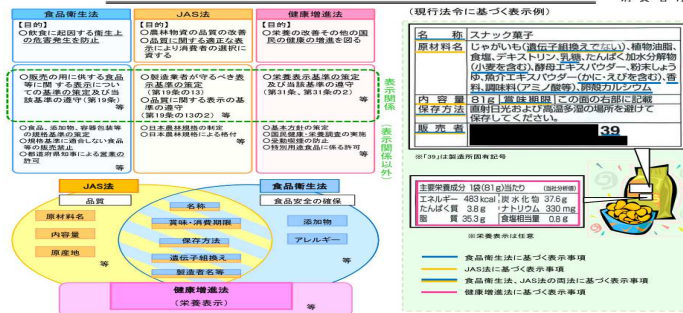 食品衛生法
【目的】
○飲食に起因する衛生上
の危害発生を防止
JAS法
【目的】
○農林物資の品質の改善
○品質に関する適正な表
示により消費者の選択に
資する
健康増進法
【目的】
○栄養の改善その他の国
民の健康の増進を図る
○販売の用に供する食品
等に関する表示につい
ての基準の策定及び当
該基準の遵守(第19条)
等
○製造業者が守るべき表
示基準の策定
(第19条の13)
○品質に関する表示の基
準の遵守
(第19条の13の2) 等
○栄養表示基準の策定
及び当該基準の遵守
(第31条、第31条の2)
等
表示関係
○食品、添加物、容器包装等
の規格基準の策定
○規格基準に適合しない食品
等の販売禁止
○都道府県知事による営業の
許可
等
○日本農林規格の制定
○日本農林規格による格付
等
○基本方針の策定
○国民健康・栄養調査の実施
○受動喫煙の防止
○特別用途食品に係る許可
等
(表示関係以外)
JAS法
品質
原材料名
内容量
原産地
等
名称
賞味・消費期限
保存方法
遺伝子組換え
製造者名等
等
食品衛生法
食品安全の確保
添加物
アレルギー
等
健康増進法
(栄養表示)
等
(現行法令に基づく表示例)
名 称 スナック菓子
原材料名 じゃがいも(遺伝子組換えでない)、植物油脂、
食塩、デキストリン、乳糖、たんぱく加水分解物
(小麦を含む)、酵母エキスパウダー、粉末しょう
ゆ、魚介エキスパウダー(かに・えびを含む)、香
料、調味料(アミノ酸等)、卵殻カルシウム
内 容 量 81g 賞味期限 この面の右部に記載
保存方法 直射日光および高温多湿の場所を避けて
保存してください。
販 売 者 39
※「39」は製造所固有記号
主要栄養成分 1袋(81g)当たり (当社分析値)
エネルギー 483kcal 炭水化物 37.6g
たんぱく質 3.8g ナトリウム 330mg
脂 質 35.3g 食塩相当量 0.8g
※栄養表示は任意
食品衛生法に基づく表示事項
JAS法に基づく表示事項
食品衛生法、JAS法の両法に基づく表示事項
健康増進法に基づく表示事項